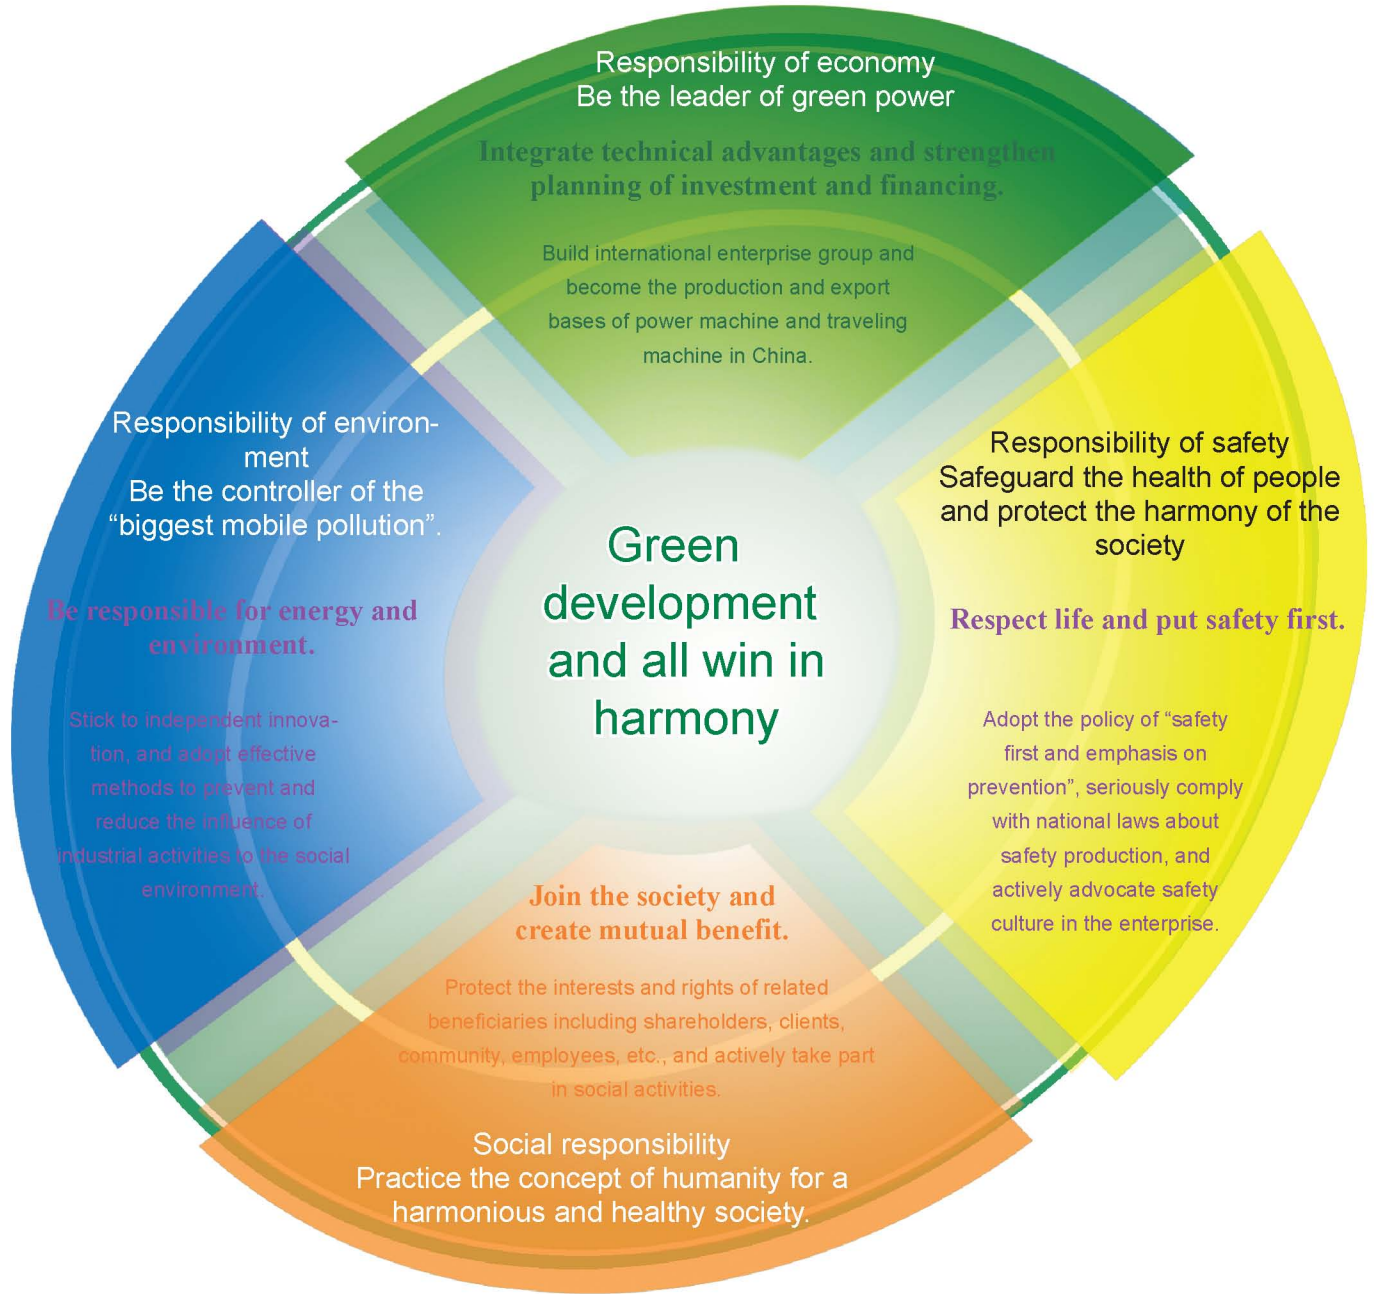 Responsibility of economy
Be the leader of green power
Integrate technical advantages and strengthen
planning of investment and financing.
Build international enterprise group and
become the production and export
bases of power machine and traveling
machine in China.
Responsibility of environ-
ment
Be the controller of the
“biggest mobile pollution”.
Be responsible for energy and
environment.
Stick to independent innova-
tion, and adopt effective
methods to prevent and
reduce the influence of
industrial activities to the social
environment.
Green
development
and all win in
harmony
Responsibility of safety
Safeguard the health of people
and protect the harmony of the
society
Respect life and put safety first.
Adopt the policy of “safety
first and emphasis on
prevention”, seriously comply
with national laws about
safety production, and
actively advocate safety
culture in the enterprise.
Join the society and
create mutual benefit.
Protect the interests and rights of related
beneficiaries including shareholders, clients,
community, employees, etc., and actively take part
in social activities.
Social responsibility
Practice the concept of humanity for a
harmonious and healthy society.